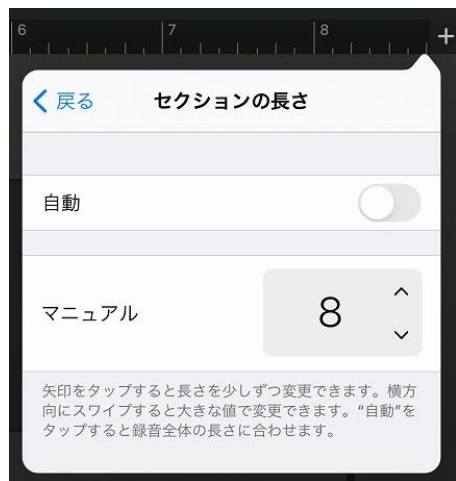 6 7 8 +
戻る セクションの長さ
自動
マニュアル 8
矢印をタップすると長さを少しずつ変更できます。横方
向にスワイプすると大きな値で変更できます。“自動”を
タップすると録音全体の長さに合わせます。